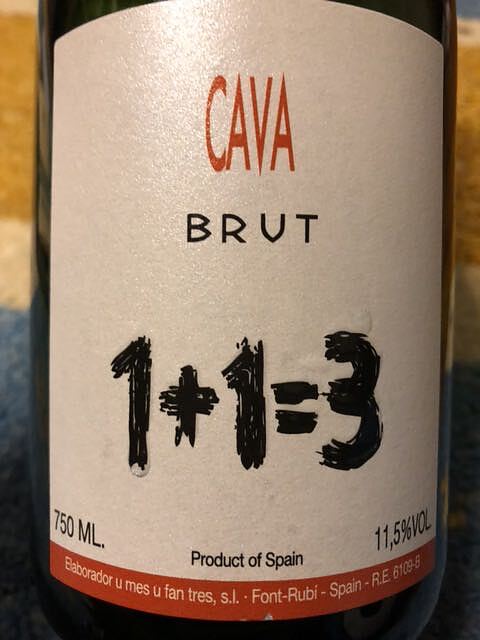 CAVA
BRUT
1+1=3
750 ML.
Product of Spain
11,5%VOL.
Elaborador u mes u fan tres, s.l. · Font-Rubi - Spain - R.E. 6109-B